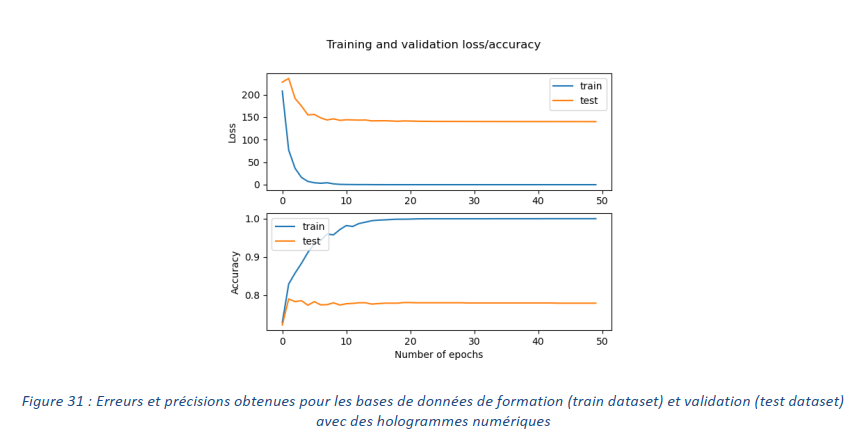 Training and validation loss/accuracy
200
150
100
50
0
Loss
train
test
0 10 20 30 40 50
1.0
0.9
0.8
Accuracy
train
test
0 10 20 30 40 50
Number of epochs
Figure 31 : Erreurs et précisions obtenues pour les bases de données de formation (train dataset) et validation (test dataset)
avec des hologrammes numériques